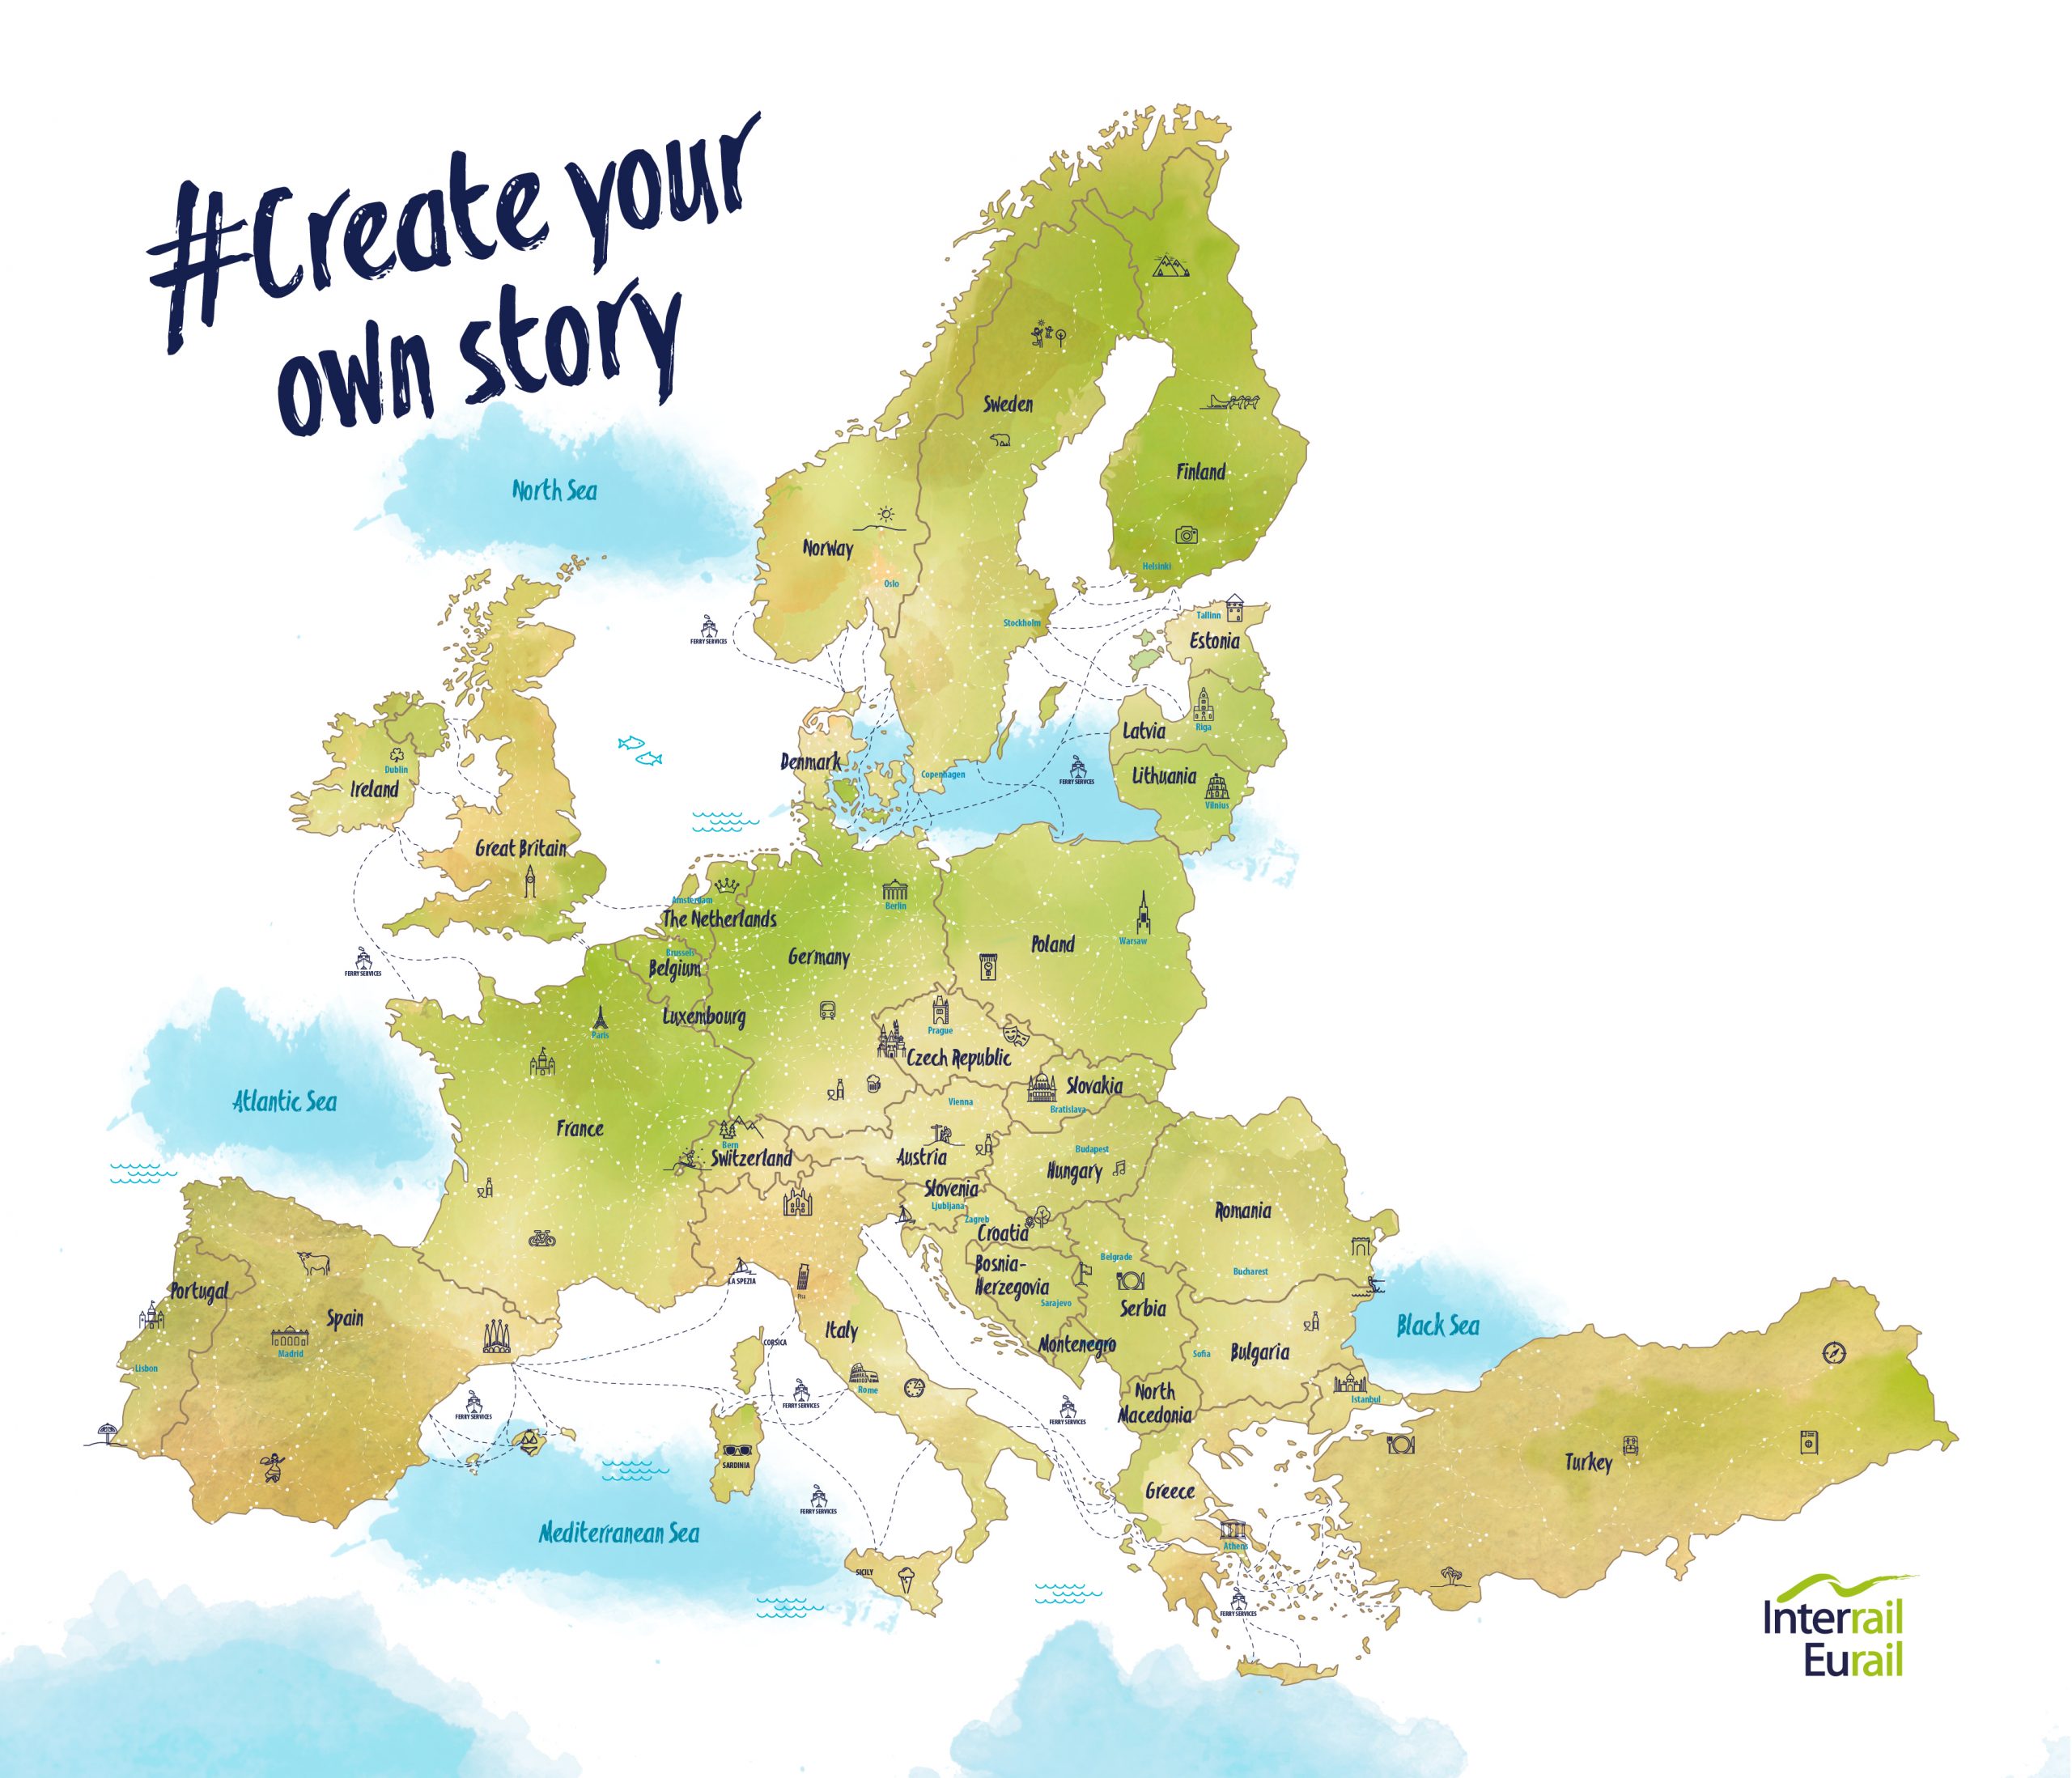 #Create your
own story
North Sea
Sweden
Finland
Norway
Oslo
Helsinki
Stockholm
Tallinn
Estonia
FERRY SERVICES
Latvia
Riga
Denmark
Copenhagen
FERRY SERVICES
Lithuania
Vilnius
Dublin
Ireland
Great Britain
Amsterdam
The Netherlands
Berlin
Brussels
Belgium
Germany
Poland
Warsaw
FERRY SERVICES
Luxembourg
Paris
Prague
Czech Republic
Slovakia
Bratislava
Vienna
Atlantic Sea
France
Bern
Switzerland
Austria
Budapest
Hungary
Slovenia
Ljubljana
Zagreb
Croatia
Romania
Bosnia-
Herzegovia
Sarajevo
Belgrade
Serbia
Bucharest
Portugal
Spain
Madrid
Lisbon
LA SPEZIA
Pisa
Italy
CORSICA
Montenegro
Sofia
Bulgaria
Black Sea
Rome
FERRY SERVICES
FERRY SERVICES
FERRY SERVICES
North
Macedonia
Istanbul
SARDINIA
Turkey
Greece
FERRY SERVICES
Mediterranean Sea
Athens
SICILY
FERRY SERVICES
Interrail
Eurail